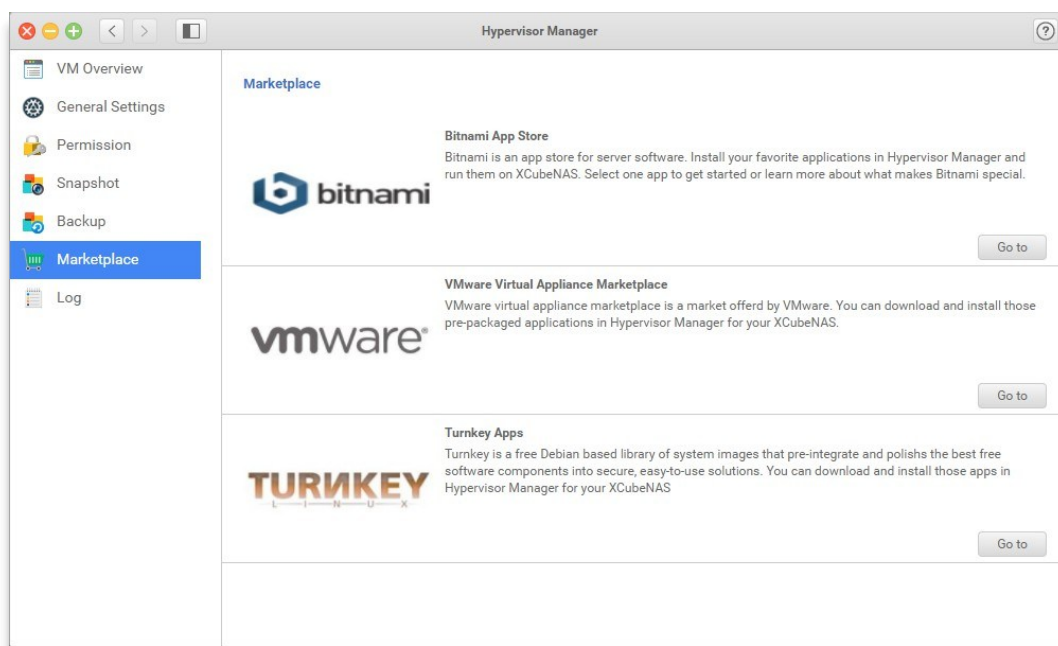 Hypervisor Manager
?
VM Overview
General Settings
Permission
Snapshot
Backup
Marketplace
Log
Marketplace
bitnami
Bitnami App Store
Bitnami is an app store for server software. Install your favorite applications in Hypervisor Manager and
run them on XCubeNAS. Select one app to get started or learn more about what makes Bitnami special.
Go to
vmware®
VMware Virtual Appliance Marketplace
VMware virtual appliance marketplace is a market offerd by VMware. You can download and install those
pre-packaged applications in Hypervisor Manager for your XCubeNAS.
Go to
TURИKEY
LINUX
Turnkey Apps
Turnkey is a free Debian based library of system images that pre-integrate and polishs the best free
software components into secure, easy-to-use solutions. You can download and install those apps in
Hypervisor Manager for your XCubeNAS
Go to